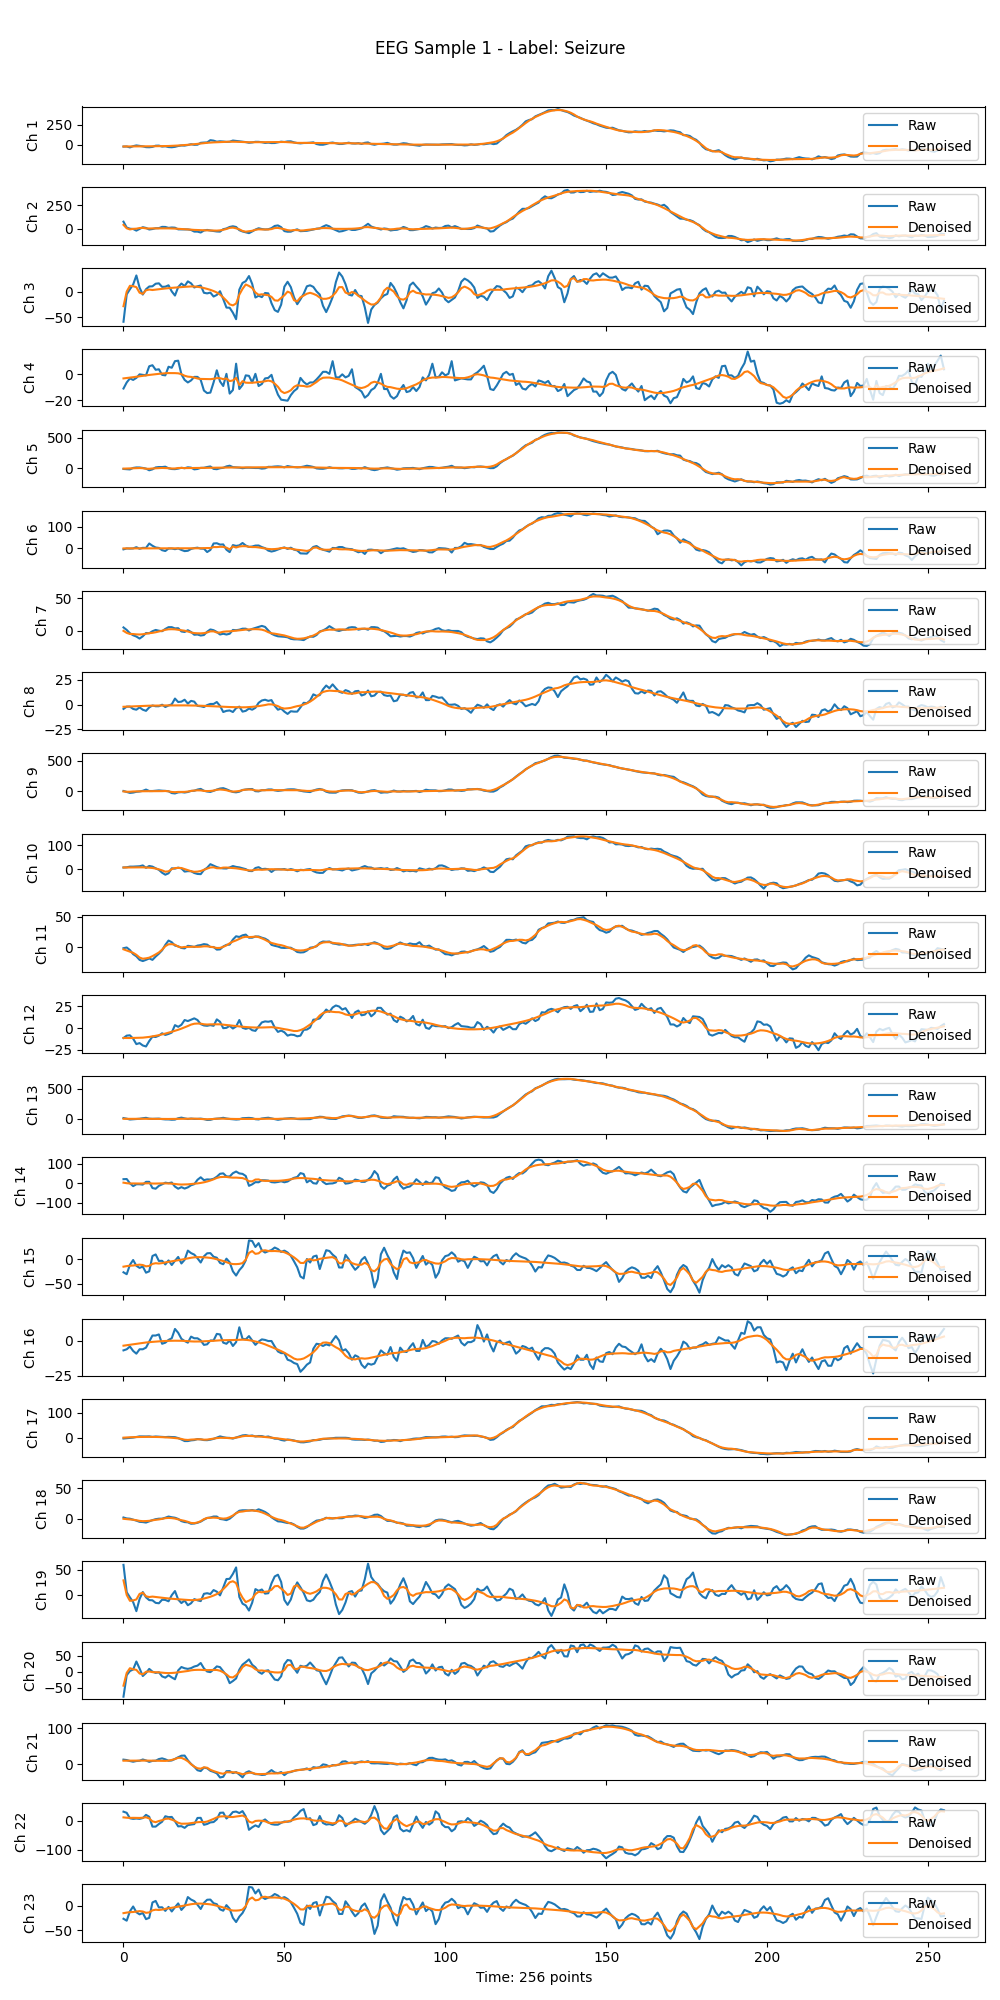 EEG Sample 1 - Label: Seizure
Ch 1
250
0
Raw
Denoised
Ch 2
250
0
Raw
Denoised
Ch 3
0
−50
Raw
Denoised
Ch 4
0
−20
Raw
Denoised
Ch 5
500
0
Raw
Denoised
Ch 6
100
0
Raw
Denoised
Ch 7
50
0
Raw
Denoised
Ch 8
25
0
−25
Raw
Denoised
Ch 9
500
0
Raw
Denoised
Ch 10
100
0
Raw
Denoised
Ch 11
50
0
Raw
Denoised
Ch 12
25
0
−25
Raw
Denoised
Ch 13
500
0
Raw
Denoised
Ch 14
100
0
−100
Raw
Denoised
Ch 15
0
−50
Raw
Denoised
Ch 16
0
−25
Raw
Denoised
Ch 17
100
0
Raw
Denoised
Ch 18
50
0
Raw
Denoised
Ch 19
50
0
Raw
Denoised
Ch 20
50
0
−50
Raw
Denoised
Ch 21
100
0
Raw
Denoised
Ch 22
0
−100
Raw
Denoised
Ch 23
0
−50
Raw
Denoised
0 50 100 150 200 250
Time: 256 points